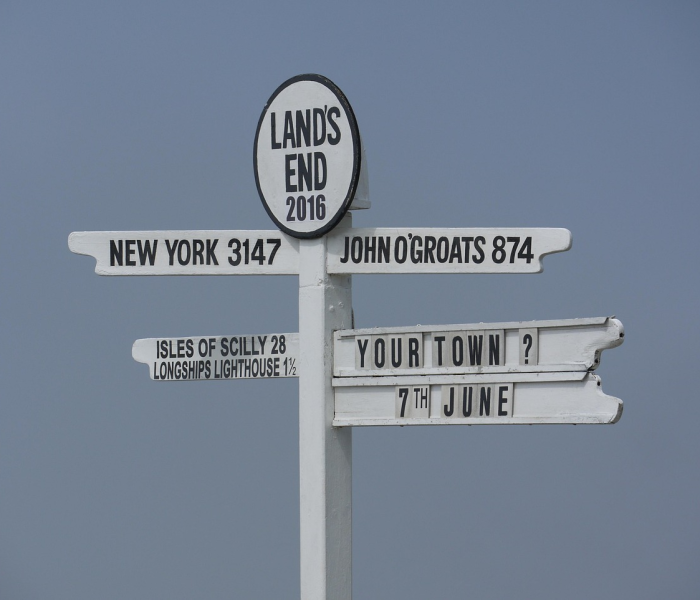 LAND'S
END
2016
NEW YORK 3147
JOHN O'GROATS 874
ISLES OF SCILLY 28
LONGSHIPS LIGHTHOUSE 1½
YOUR TOWN ?
7TH JUNE